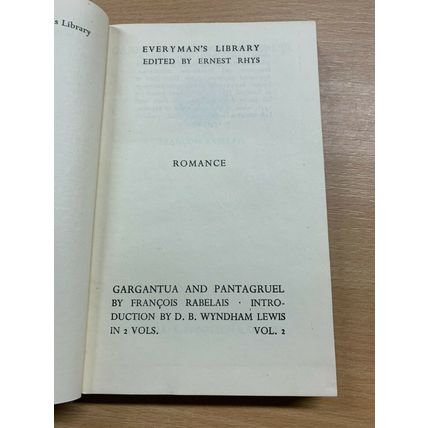 s Library
EVERYMAN'S LIBRARY
EDITED BY ERNEST RHYS
ROMANCE
GARGANTUA AND PANTAGRUEL
BY FRANÇOIS RABELAIS · INTRO-
DUCTION BY D. B. WYNDHAM LEWIS
IN 2 VOLS. VOL. 2